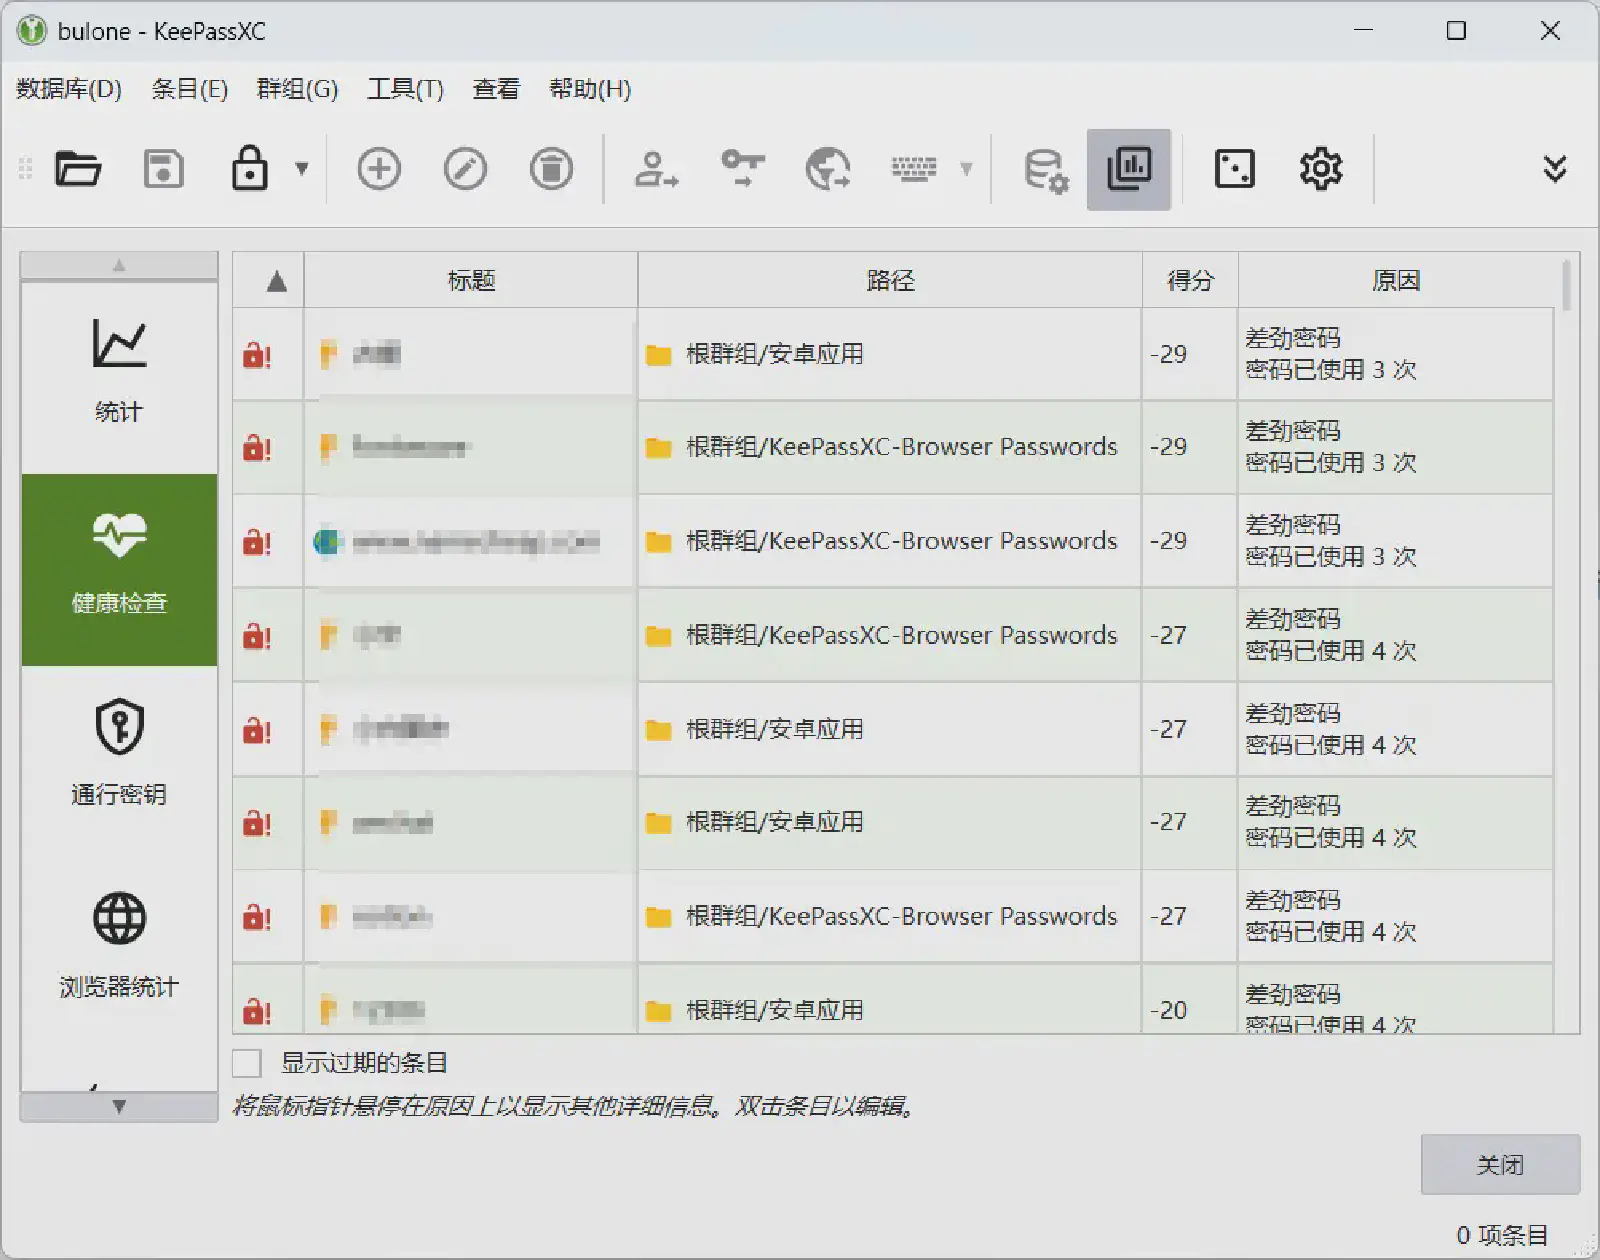 bulone - KeePassXC
数据库(D) 条目(E) 群组(G) 工具(T) 查看 帮助(H)
统计
健康检查
通行密钥
浏览器统计
标题 路径 得分 原因
根群组/安卓应用 -29 差劲密码
密码已使用 3 次
根群组/KeePassXC-Browser Passwords -29 差劲密码
密码已使用 3 次
根群组/KeePassXC-Browser Passwords -29 差劲密码
密码已使用 3 次
根群组/KeePassXC-Browser Passwords -27 差劲密码
密码已使用 4 次
根群组/安卓应用 -27 差劲密码
密码已使用 4 次
根群组/安卓应用 -27 差劲密码
密码已使用 4 次
根群组/KeePassXC-Browser Passwords -27 差劲密码
密码已使用 4 次
根群组/安卓应用 -20 差劲密码
密码已使用 4 次
显示过期的条目
将鼠标指针悬停在原因上以显示其他详细信息。双击条目以编辑。
关闭
0 项条目